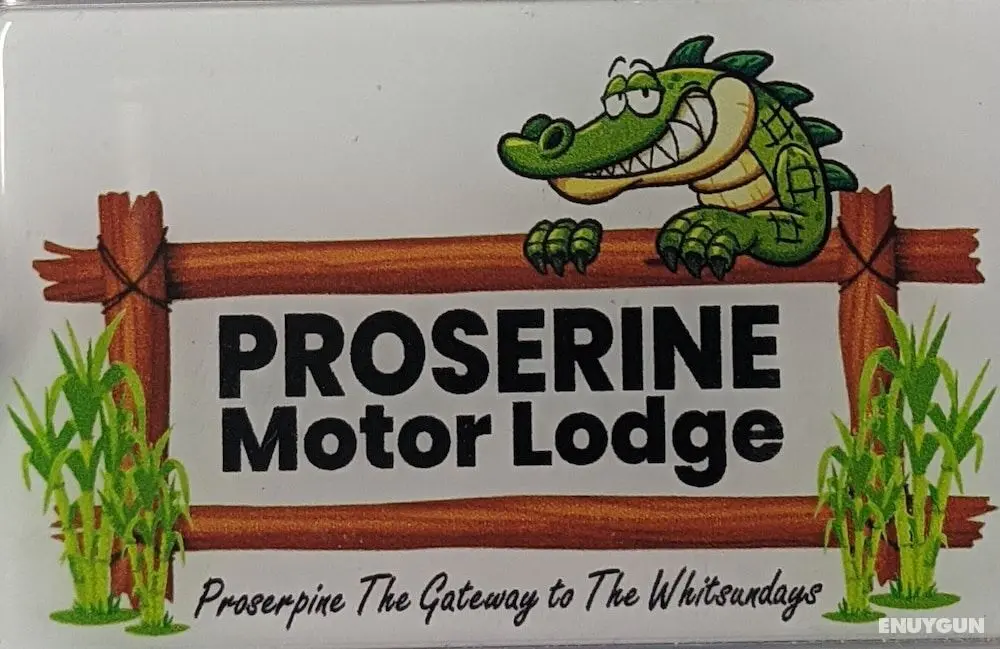 PROSERINE
Motor Lodge
Proserpine The Gateway to The Whitsundays
ENUYGUN